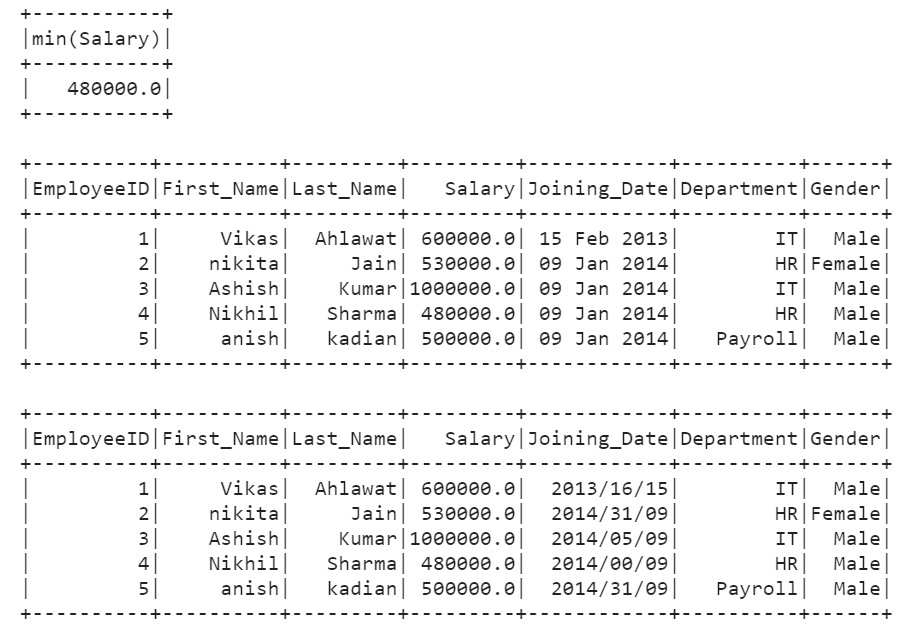 +-----------+
|min(Salary)|
+-----------+
|   480000.0|
+-----------+

+----------+----------+---------+---------+------------+----------+------+
|EmployeeID|First_Name|Last_Name|   Salary|Joining_Date|Department|Gender|
+----------+----------+---------+---------+------------+----------+------+
|         1|     Vikas|  Ahlawat| 600000.0| 15 Feb 2013|        IT|  Male|
|         2|    nikita|     Jain| 530000.0| 09 Jan 2014|        HR|Female|
|         3|    Ashish|    Kumar|1000000.0| 09 Jan 2014|        IT|  Male|
|         4|    Nikhil|   Sharma| 480000.0| 09 Jan 2014|        HR|  Male|
|         5|     anish|   kadian| 500000.0| 09 Jan 2014|   Payroll|  Male|
+----------+----------+---------+---------+------------+----------+------+

+----------+----------+---------+---------+------------+----------+------+
|EmployeeID|First_Name|Last_Name|   Salary|Joining_Date|Department|Gender|
+----------+----------+---------+---------+------------+----------+------+
|         1|     Vikas|  Ahlawat| 600000.0|  2013/16/15|        IT|  Male|
|         2|    nikita|     Jain| 530000.0|  2014/31/09|        HR|Female|
|         3|    Ashish|    Kumar|1000000.0|  2014/05/09|        IT|  Male|
|         4|    Nikhil|   Sharma| 480000.0|  2014/00/09|        HR|  Male|
|         5|     anish|   kadian| 500000.0|  2014/31/09|   Payroll|  Male|
+----------+----------+---------+---------+------------+----------+------+